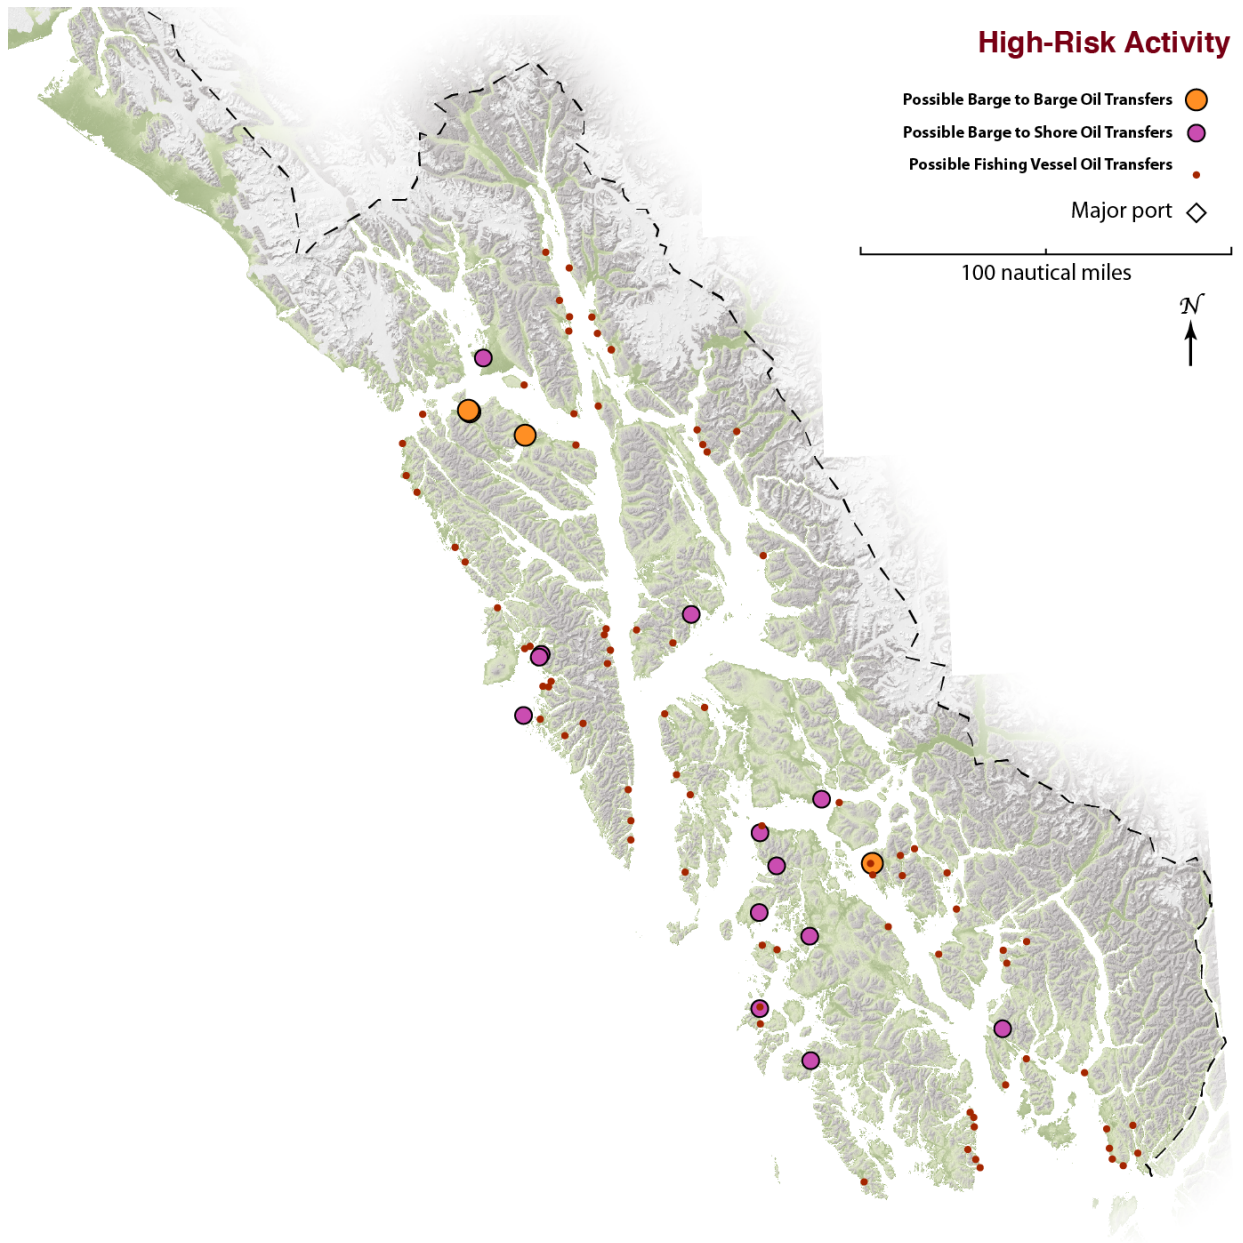 High-Risk Activity
Possible Barge to Barge Oil Transfers
Possible Barge to Shore Oil Transfers
Possible Fishing Vessel Oil Transfers
Major port
100 nautical miles
N